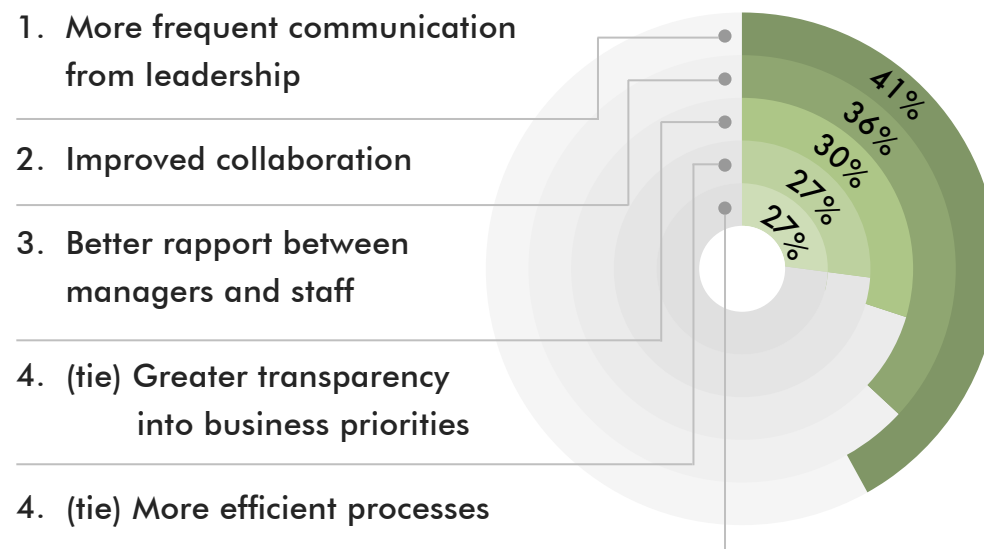 1. More frequent communication
from leadership
2. Improved collaboration
3. Better rapport between
managers and staff
4. (tie) Greater transparency
into business priorities
4. (tie) More efficient processes
41%
36%
30%
27%
27%